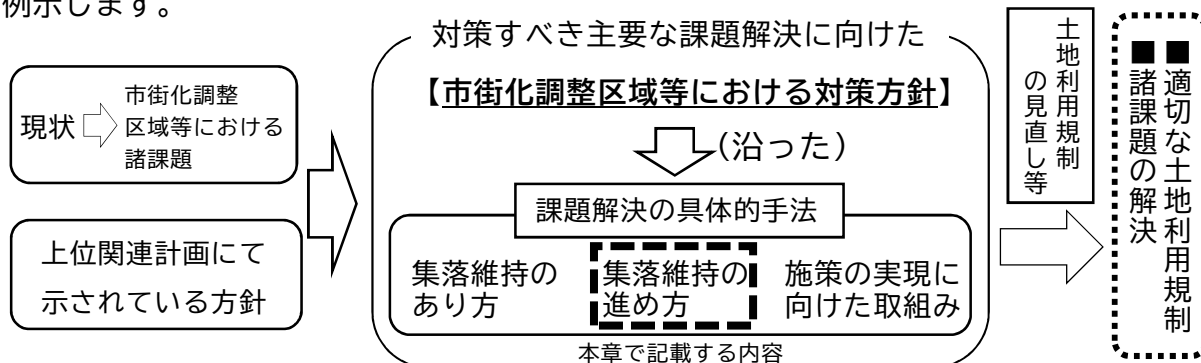 例示します。
現状
市街化調整
区域等における
諸課題
上位関連計画にて
示されている方針
対策すべき主要な課題解決に向けた
【市街化調整区域等における対策方針】
(沿った)
課題解決の具体的手法
集落維持の
あり方
集落維持の
進め方
施策の実現に
向けた取組み
本章で記載する内容
土地利用規制
の見直し等
■適切な土地利用規制
■諸課題の解決